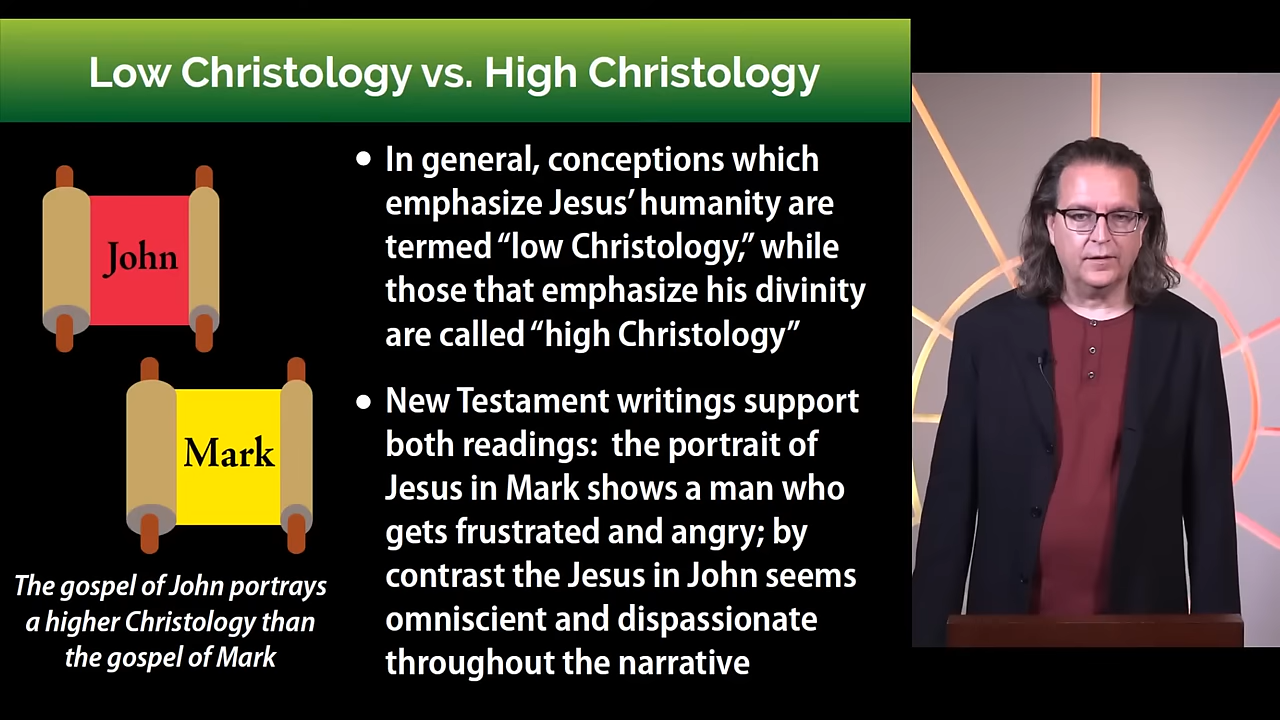 Low Christology vs. High Christology
John
Mark
The gospel of John portrays
a higher Christology than
the gospel of Mark
• In general, conceptions which
emphasize Jesus’ humanity are
termed “low Christology,” while
those that emphasize his divinity
are called “high Christology”
• New Testament writings support
both readings: the portrait of
Jesus in Mark shows a man who
gets frustrated and angry; by
contrast the Jesus in John seems
omniscient and dispassionate
throughout the narrative